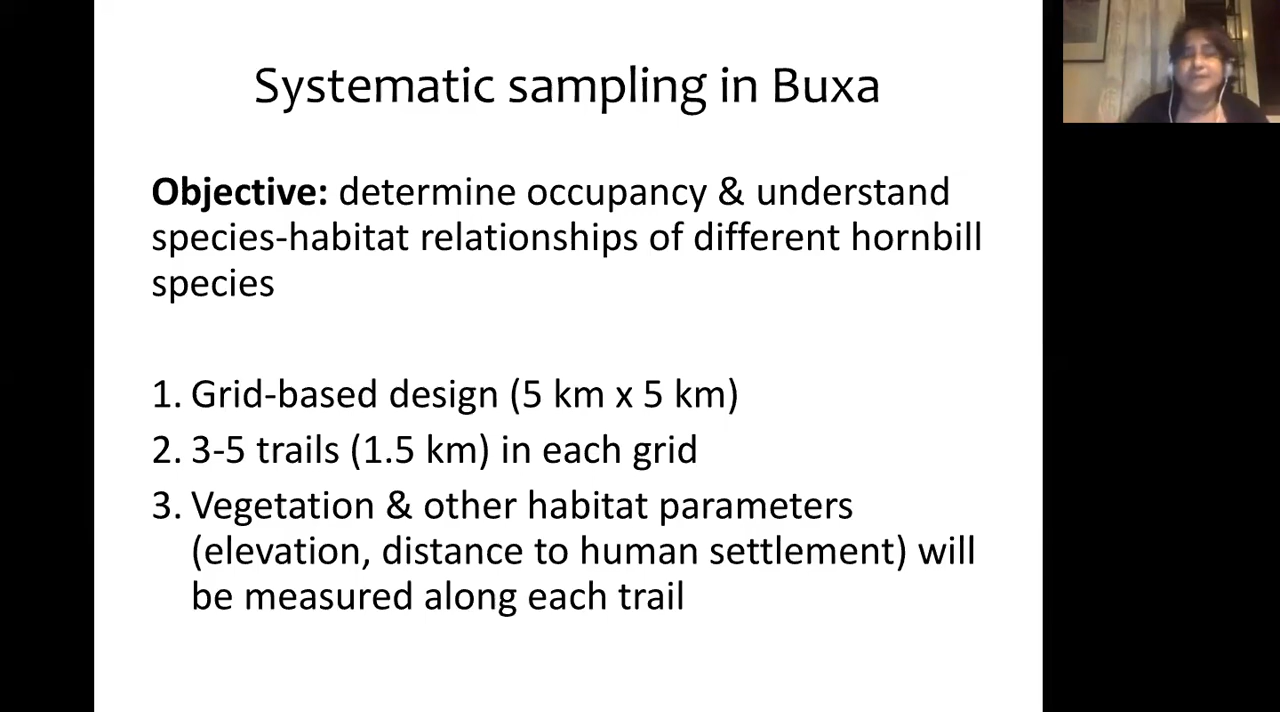 Systematic sampling in Buxa
Objective: determine occupancy & understand
species-habitat relationships of different hornbill
species
1. Grid-based design (5 km x 5 km)
2. 3-5 trails (1.5 km) in each grid
3. Vegetation & other habitat parameters
(elevation, distance to human settlement) will
be measured along each trail